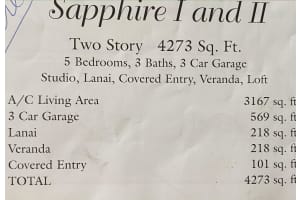 Sapphire I and II
Two Story 4273 Sq. Ft.
5 Bedrooms, 3 Baths, 3 Car Garage
Studio, Lanai, Covered Entry, Veranda, Loft
A/C Living Area 3167 sq. ft
3 Car Garage 569 sq. ft
Lanai 218 sq. ft
Veranda 218 sq. ft
Covered Entry 101 sq. ft
TOTAL 4273 sq. ft